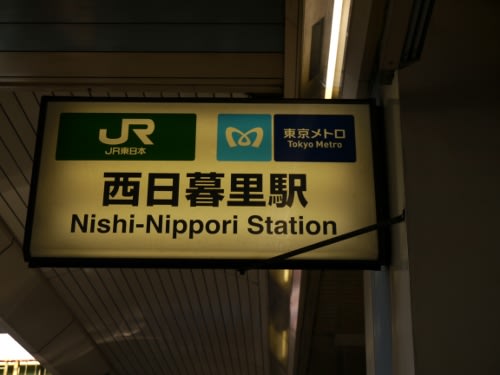 JR
JR東日本
東京メトロ
Tokyo Metro
西日暮里駅
Nishi-Nippori Station